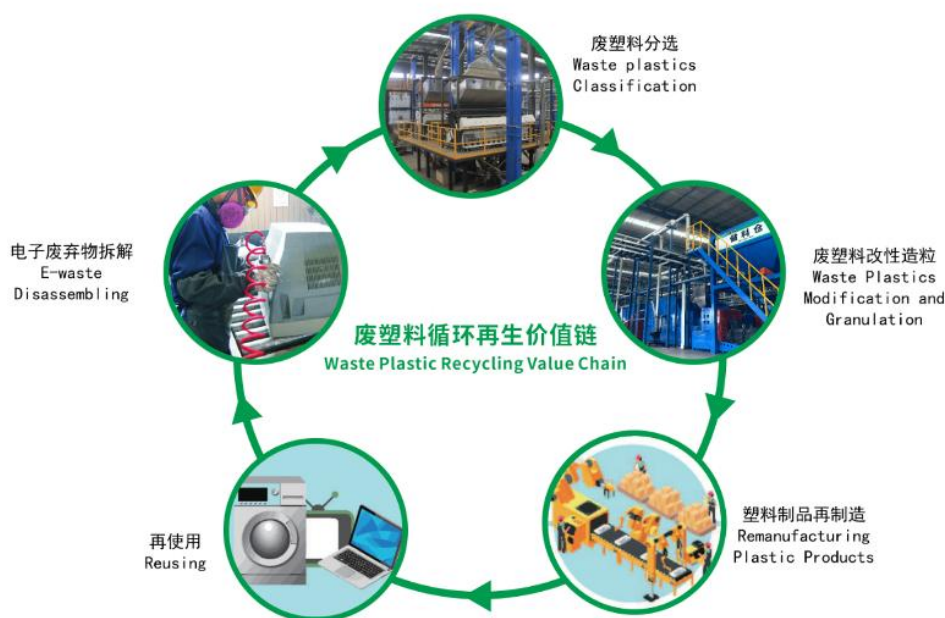 废塑料分选
Waste plastics
Classification
废塑料改性造粒
Waste Plastics
Modification and
Granulation
塑料制品再制造
Remanufacturing
Plastic Products
再使用
Reusing
电子废弃物拆解
E-waste
Disassembling
废塑料循环再生价值链
Waste Plastic Recycling Value Chain